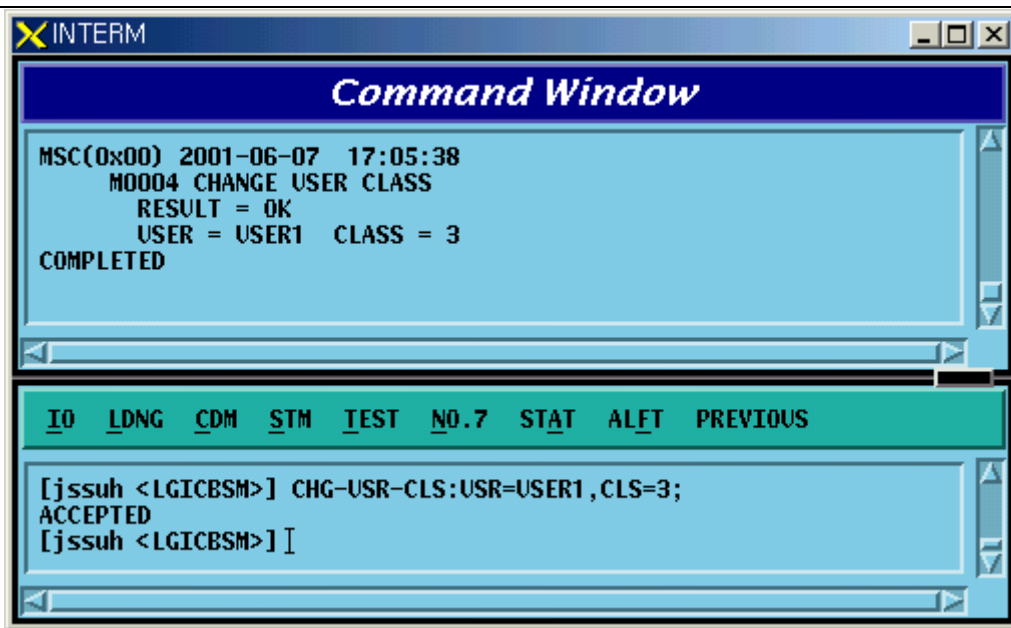 INTERM
Command Window
MSC(0x00) 2001-06-07 17:05:38
M0004 CHANGE USER CLASS
RESULT = OK
USER = USER1 CLASS = 3
COMPLETED
IO LDNG CDM STM TEST NO.7 STAT ALFT PREVIOUS
[jssuh <LGICBSM>] CHG-USR-CLS:USR=USER1,CLS=3;
ACCEPTED
[jssuh <LGICBSM>]